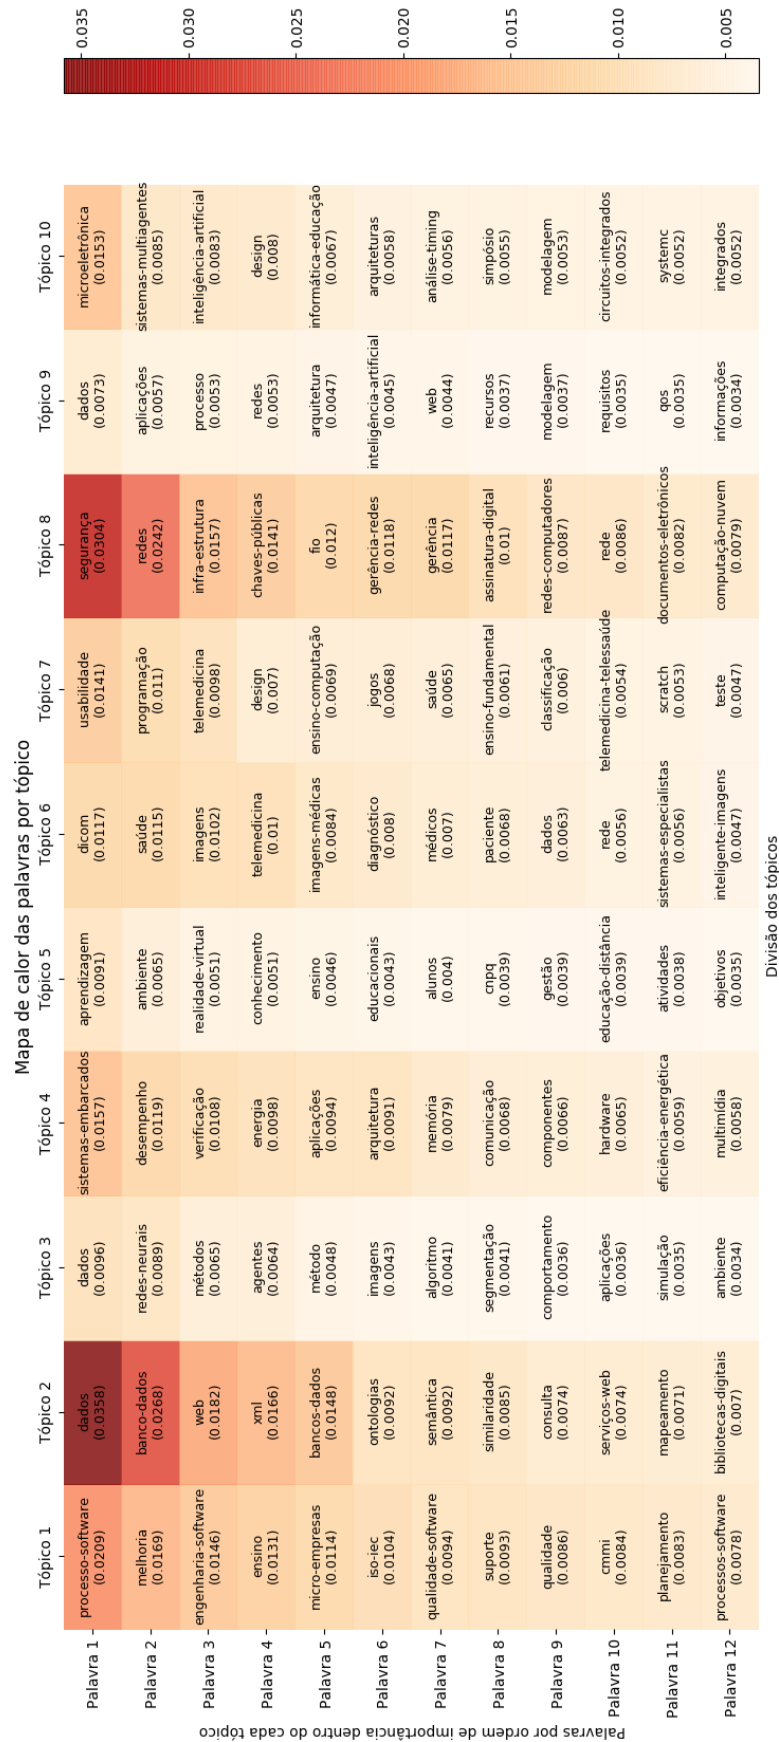 Mapa de calor das palavras por tópico
Tópico 1
Tópico 2
Tópico 3
Tópico 4
Tópico 5
Tópico 6
Tópico 7
Tópico 8
Tópico 9
Tópico 10
Palavra 1
processo-software
(0.0209)
dados
(0.0358)
dados
(0.0096)
sistemas-embarcados
(0.0157)
aprendizagem
(0.0091)
dicom
(0.0117)
usabilidade
(0.0141)
segurança
(0.0304)
dados
(0.0073)
microeletrônica
(0.0153)
Palavra 2
melhoria
(0.0169)
banco-dados
(0.0268)
redes-neurais
(0.0089)
desempenho
(0.0119)
ambiente
(0.0065)
saúde
(0.0115)
programação
(0.011)
redes
(0.0242)
aplicações
(0.0057)
sistemas-multiagentes
(0.0085)
Palavra 3
engenharia-software
(0.0146)
web
(0.0182)
métodos
(0.0065)
verificação
(0.0108)
realidade-virtual
(0.0051)
imagens
(0.0102)
telemedicina
(0.0098)
infra-estrutura
(0.0157)
processo
(0.0053)
inteligência-artificial
(0.0083)
Palavra 4
ensino
(0.0131)
xml
(0.0166)
agentes
(0.0064)
energia
(0.0098)
conhecimento
(0.0051)
telemedicina
(0.01)
design
(0.007)
chaves-públicas
(0.0141)
redes
(0.0053)
design
(0.008)
Palavra 5
micro-empresas
(0.0114)
bancos-dados
(0.0148)
método
(0.0048)
aplicações
(0.0094)
ensino
(0.0046)
imagens-médicas
(0.0084)
ensino-computação
(0.0069)
fio
(0.012)
arquitetura
(0.0047)
informática-educação
(0.0067)
Palavra 6
iso-iec
(0.0104)
ontologias
(0.0092)
imagens
(0.0043)
arquitetura
(0.0091)
educacionais
(0.0043)
diagnóstico
(0.008)
jogos
(0.0068)
gerência-redes
(0.0118)
inteligência-artificial
(0.0045)
arquiteturas
(0.0058)
Palavra 7
qualidade-software
(0.0094)
semântica
(0.0092)
algoritmo
(0.0041)
memória
(0.0079)
alunos
(0.004)
médicos
(0.007)
saúde
(0.0065)
gerência
(0.0117)
web
(0.0044)
análise-timing
(0.0056)
Palavra 8
suporte
(0.0093)
similaridade
(0.0085)
segmentação
(0.0041)
comunicação
(0.0068)
cnpq
(0.0039)
paciente
(0.0068)
ensino-fundamental
(0.0061)
assinatura-digital
(0.01)
recursos
(0.0037)
simpósio
(0.0055)
Palavra 9
qualidade
(0.0086)
consulta
(0.0074)
comportamento
(0.0036)
componentes
(0.0066)
gestão
(0.0039)
dados
(0.0063)
classificação
(0.006)
redes-computadores
(0.0087)
modelagem
(0.0037)
modelagem
(0.0053)
Palavra 10
cmmi
(0.0084)
serviços-web
(0.0074)
aplicações
(0.0036)
hardware
(0.0065)
educação-distância
(0.0039)
rede
(0.0056)
telemedicina-telessaúde
(0.0054)
rede
(0.0086)
requisitos
(0.0035)
circuitos-integrados
(0.0052)
Palavra 11
planejamento
(0.0083)
mapeamento
(0.0071)
simulação
(0.0035)
eficiência-energética
(0.0059)
atividades
(0.0038)
sistemas-especialistas
(0.0056)
scratch
(0.0053)
documentos-eletrônicos
(0.0082)
qos
(0.0035)
systemc
(0.0052)
Palavra 12
processos-software
(0.0078)
bibliotecas-digitais
(0.007)
ambiente
(0.0034)
multimídia
(0.0058)
objetivos
(0.0035)
inteligente-imagens
(0.0047)
teste
(0.0047)
computação-nuvem
(0.0079)
informações
(0.0034)
integrados
(0.0052)
Divisão dos tópicos
Palavras por ordem de importância dentro do cada tópico
0.035
0.030
0.025
0.020
0.015
0.010
0.005